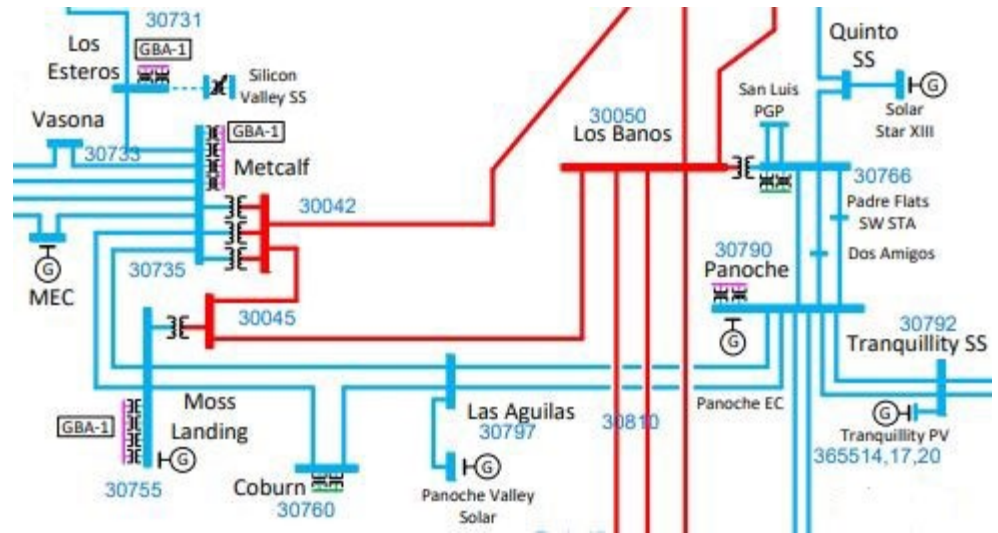 30731
Los
Esteros
GBA-1
Silicon
Valley SS
Vasona
30733
GBA-1
Metcalf
30042
30735
G
MEC
30045
Moss
Landing
GBA-1
G
30755
Coburn
30760
Las Aguilas
30797
G
Panoche Valley
Solar
30810
30050
Los Banos
San Luis
PGP
Quinto
SS
G
Solar
Star XIII
30766
Padre Flats
SW STA
Dos Amigos
30790
Panoche
G
30792
Tranquillity SS
Panoche EC
G
Tranquillity PV
365514,17,20